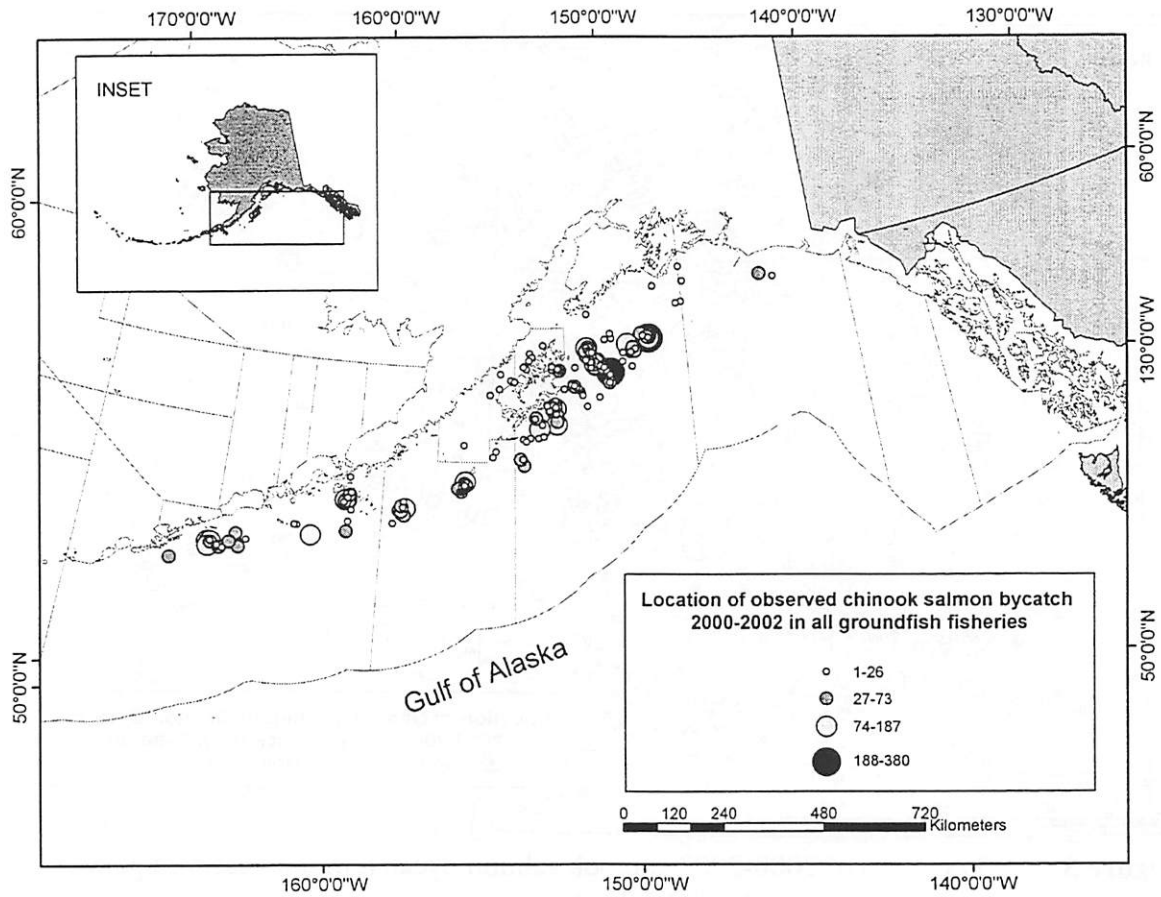 170°0'0"W 160°0'0"W 150°0'0"W 140°0'0"W 130°0'0"W
INSET
60°0'0"N
60°0'0"N
130°0'0"W
50°0'0"N
50°0'0"N
Gulf of Alaska
Location of observed chinook salmon bycatch
2000-2002 in all groundfish fisheries
1-26
27-73
74-187
188-380
0 120 240 480 720
Kilometers
160°0'0"W 150°0'0"W 140°0'0"W